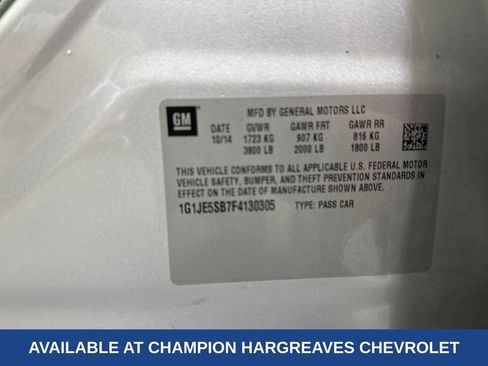 GM
MFD BY GENERAL MOTORS LLC
DATE GVWR GAWR FRT GAWR RR
10/14 1723 KG 907 KG 816 KG
3800 LB 2000 LB 1800 LB
THIS VEHICLE CONFORMS TO ALL APPLICABLE U.S. FEDERAL MOTOR
VEHICLE SAFETY, BUMPER, AND THEFT PREVENTION STANDARDS
IN EFFECT ON THE DATE OF MANUFACTURE SHOWN ABOVE.
1G1JE5SB7F4130305 TYPE: PASS CAR
AVAILABLE AT CHAMPION HARGREAVES CHEVROLET